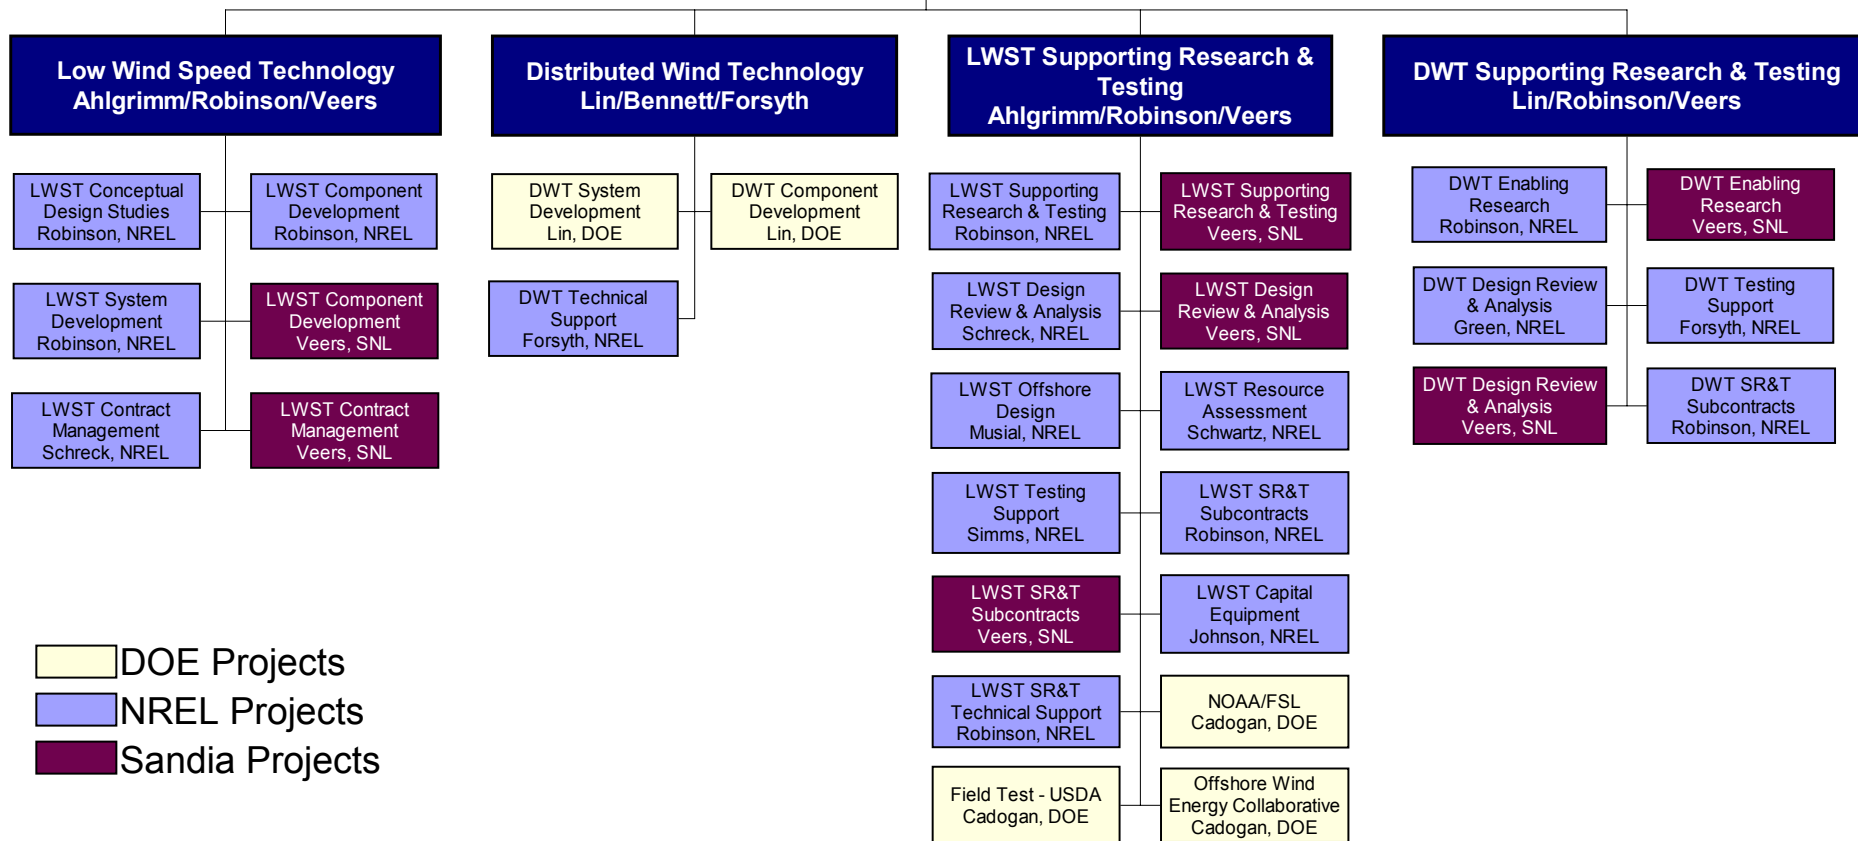 Low Wind Speed Technology
Ahlgrimm/Robinson/Veers
LWST Conceptual
Design Studies
Robinson, NREL
LWST Component
Development
Robinson, NREL
LWST System
Development
Robinson, NREL
LWST Component
Development
Veers, SNL
LWST Contract
Management
Schreck, NREL
LWST Contract
Management
Veers, SNL
Distributed Wind Technology
Lin/Bennett/Forsyth
DWT System
Development
Lin, DOE
DWT Component
Development
Lin, DOE
DWT Technical
Support
Forsyth, NREL
LWST Supporting Research &
Testing
Ahlgrimm/Robinson/Veers
LWST Supporting
Research & Testing
Robinson, NREL
LWST Supporting
Research & Testing
Veers, SNL
LWST Design
Review & Analysis
Schreck, NREL
LWST Design
Review & Analysis
Veers, SNL
LWST Offshore
Design
Musial, NREL
LWST Resource
Assessment
Schwartz, NREL
LWST Testing
Support
Simms, NREL
LWST SR&T
Subcontracts
Robinson, NREL
LWST SR&T
Subcontracts
Veers, SNL
LWST Capital
Equipment
Johnson, NREL
LWST SR&T
Technical Support
Robinson, NREL
NOAA/FSL
Cadogan, DOE
Field Test - USDA
Cadogan, DOE
Offshore Wind
Energy Collaborative
Cadogan, DOE
DWT Supporting Research & Testing
Lin/Robinson/Veers
DWT Enabling
Research
Robinson, NREL
DWT Enabling
Research
Veers, SNL
DWT Design Review
& Analysis
Green, NREL
DWT Testing
Support
Forsyth, NREL
DWT Design Review
& Analysis
Veers, SNL
DWT SR&T
Subcontracts
Robinson, NREL
DOE Projects
NREL Projects
Sandia Projects